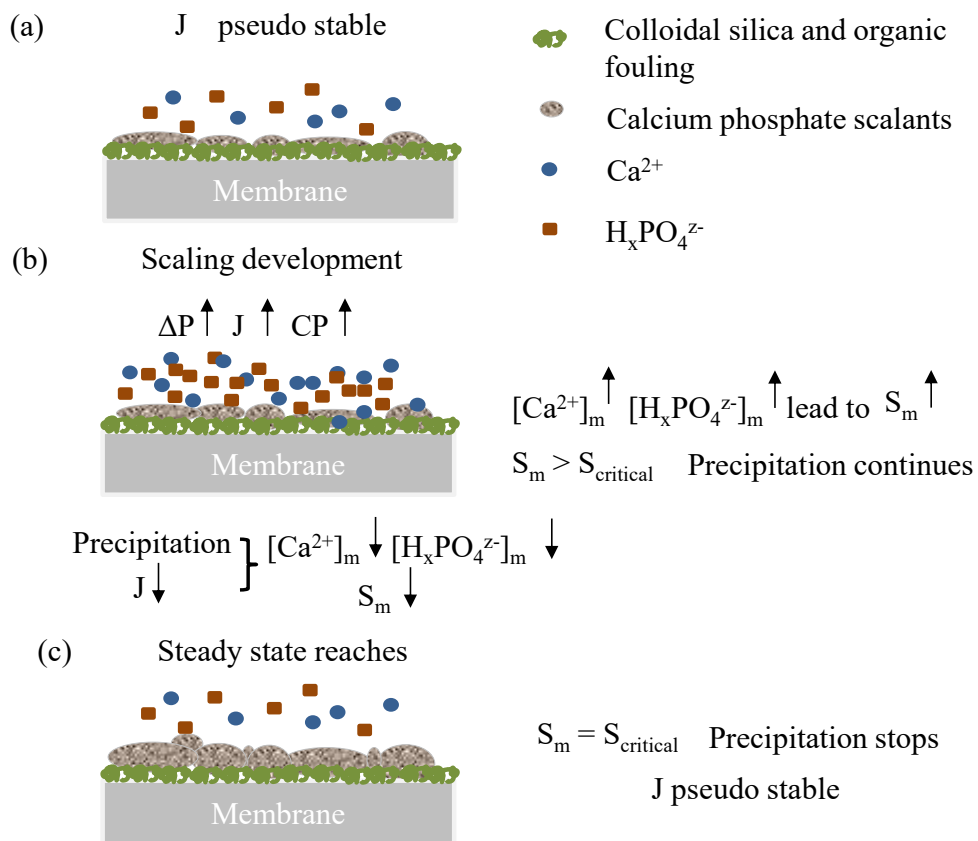 (a) J pseudo stable
Colloidal silica and organic
fouling
Calcium phosphate scalants
Ca²⁺
HₓPO₄ᶻ⁻
Membrane
(b) Scaling development
ΔP↑ J↑ CP↑
[Ca²⁺]ₘ↑ [HₓPO₄ᶻ⁻]ₘ↑ lead to Sₘ↑
Sₘ > S_critical Precipitation continues
Membrane
Precipitation } [Ca²⁺]ₘ↓ [HₓPO₄ᶻ⁻]ₘ↓
J↓ Sₘ↓
(c) Steady state reaches
Sₘ = S_critical Precipitation stops
J pseudo stable
Membrane